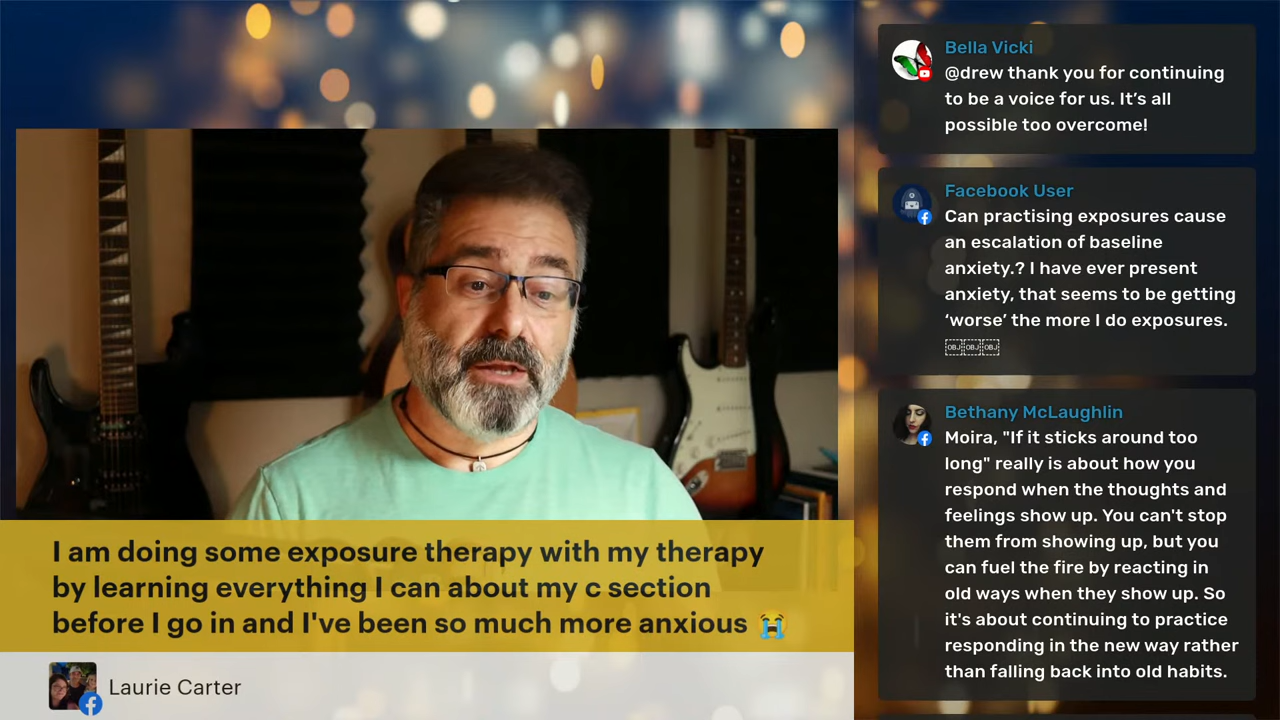 Bella Vicki
@drew thank you for continuing
to be a voice for us. It’s all
possible too overcome!
Facebook User
Can practising exposures cause
an escalation of baseline
anxiety.? I have ever present
anxiety, that seems to be getting
‘worse’ the more I do exposures.
Bethany McLaughlin
Moira, "If it sticks around too
long" really is about how you
respond when the thoughts and
feelings show up. You can't stop
them from showing up, but you
can fuel the fire by reacting in
old ways when they show up. So
it's about continuing to practice
responding in the new way rather
than falling back into old habits.
I am doing some exposure therapy with my therapy
by learning everything I can about my c section
before I go in and I've been so much more anxious 😭
Laurie Carter